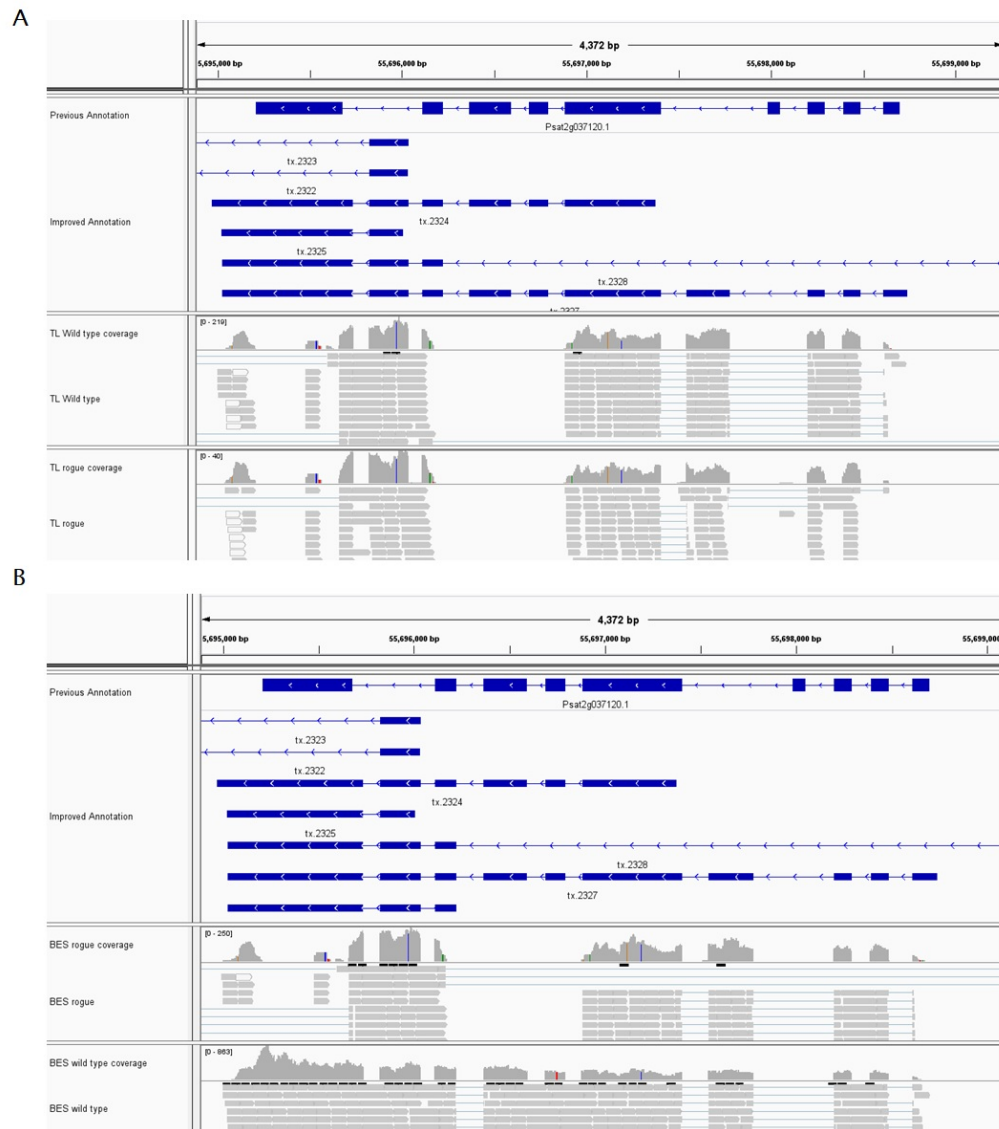 A
4,372 bp
5,695,000 bp 55,696,000 bp 55,697,000 bp 55,698,000 bp 55,699,000 bp
Previous Annotation
Psat2g037120.1
tx.2323
tx.2322
tx.2324
Improved Annotation
tx.2325
tx.2328
tx.2327
TL Wild type coverage
[0 - 219]
TL Wild type
TL rogue coverage
[0 - 40]
TL rogue
B
4,372 bp
5,695,000 bp 55,696,000 bp 55,697,000 bp 55,698,000 bp 55,699,0
Previous Annotation
Psat2g037120.1
tx.2323
tx.2322
tx.2324
Improved Annotation
tx.2325
tx.2328
tx.2327
BES rogue coverage
[0 - 250]
BES rogue
BES wild type coverage
[0 - 863]
BES wild type